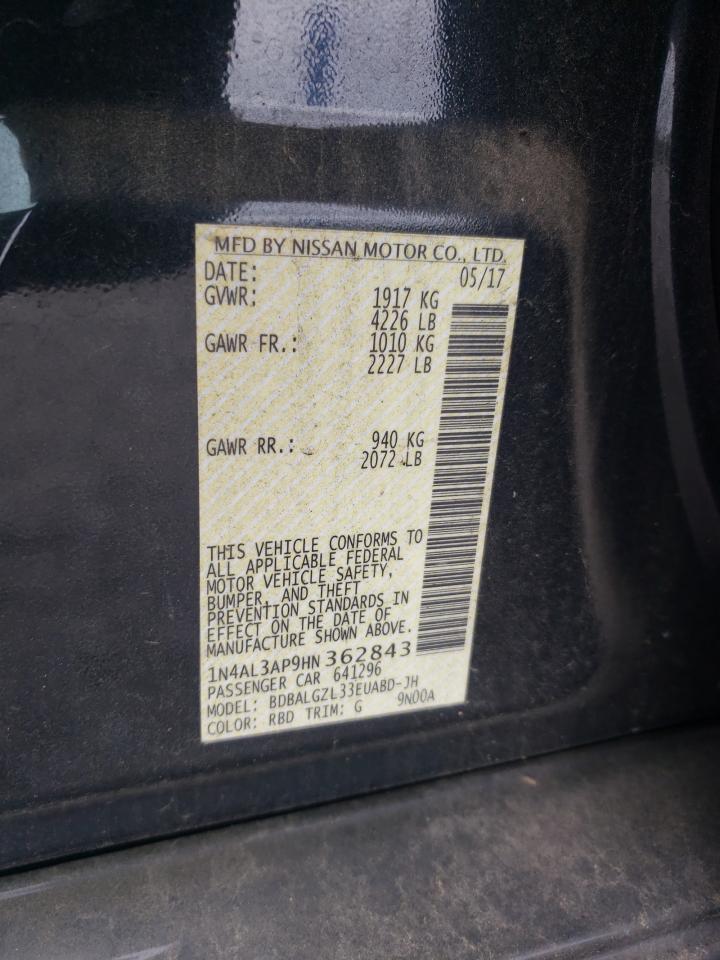 MFD BY NISSAN MOTOR CO., LTD.
DATE: 05/17
GVWR: 1917 KG
4226 LB
GAWR FR.: 1010 KG
2227 LB
GAWR RR.: 940 KG
2072 LB
THIS VEHICLE CONFORMS TO
ALL APPLICABLE FEDERAL
MOTOR VEHICLE SAFETY,
BUMPER, AND THEFT
PREVENTION STANDARDS IN
EFFECT ON THE DATE OF
MANUFACTURE SHOWN ABOVE.
1N4AL3AP9HN 362843
PASSENGER CAR 641296
MODEL: BDBALGZL33EUABD-JH
COLOR: RBD TRIM: G 9N00A